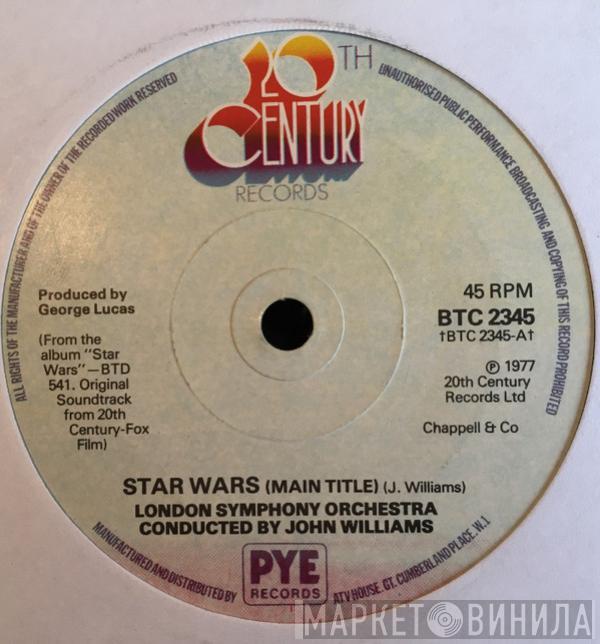 20TH
CENTURY
RECORDS
ALL RIGHTS OF THE MANUFACTURER AND OF THE OWNER OF THE RECORDED WORK RESERVED
UNAUTHORISED PUBLIC PERFORMANCE BROADCASTING AND COPYING OF THIS RECORD PROHIBITED
Produced by
George Lucas
(From the
album "Star
Wars"—BTD
541. Original
Soundtrack
from 20th
Century-Fox
Film)
45 RPM
BTC 2345
†BTC 2345-A†
℗ 1977
20th Century
Records Ltd
Chappell & Co
STAR WARS (MAIN TITLE) (J. Williams)
LONDON SYMPHONY ORCHESTRA
CONDUCTED BY JOHN WILLIAMS
MANUFACTURED AND DISTRIBUTED BY
PYE
RECORDS
ATV HOUSE. GT. CUMBERLAND PLACE. W.1
МАРКЕТ ВИНИЛА